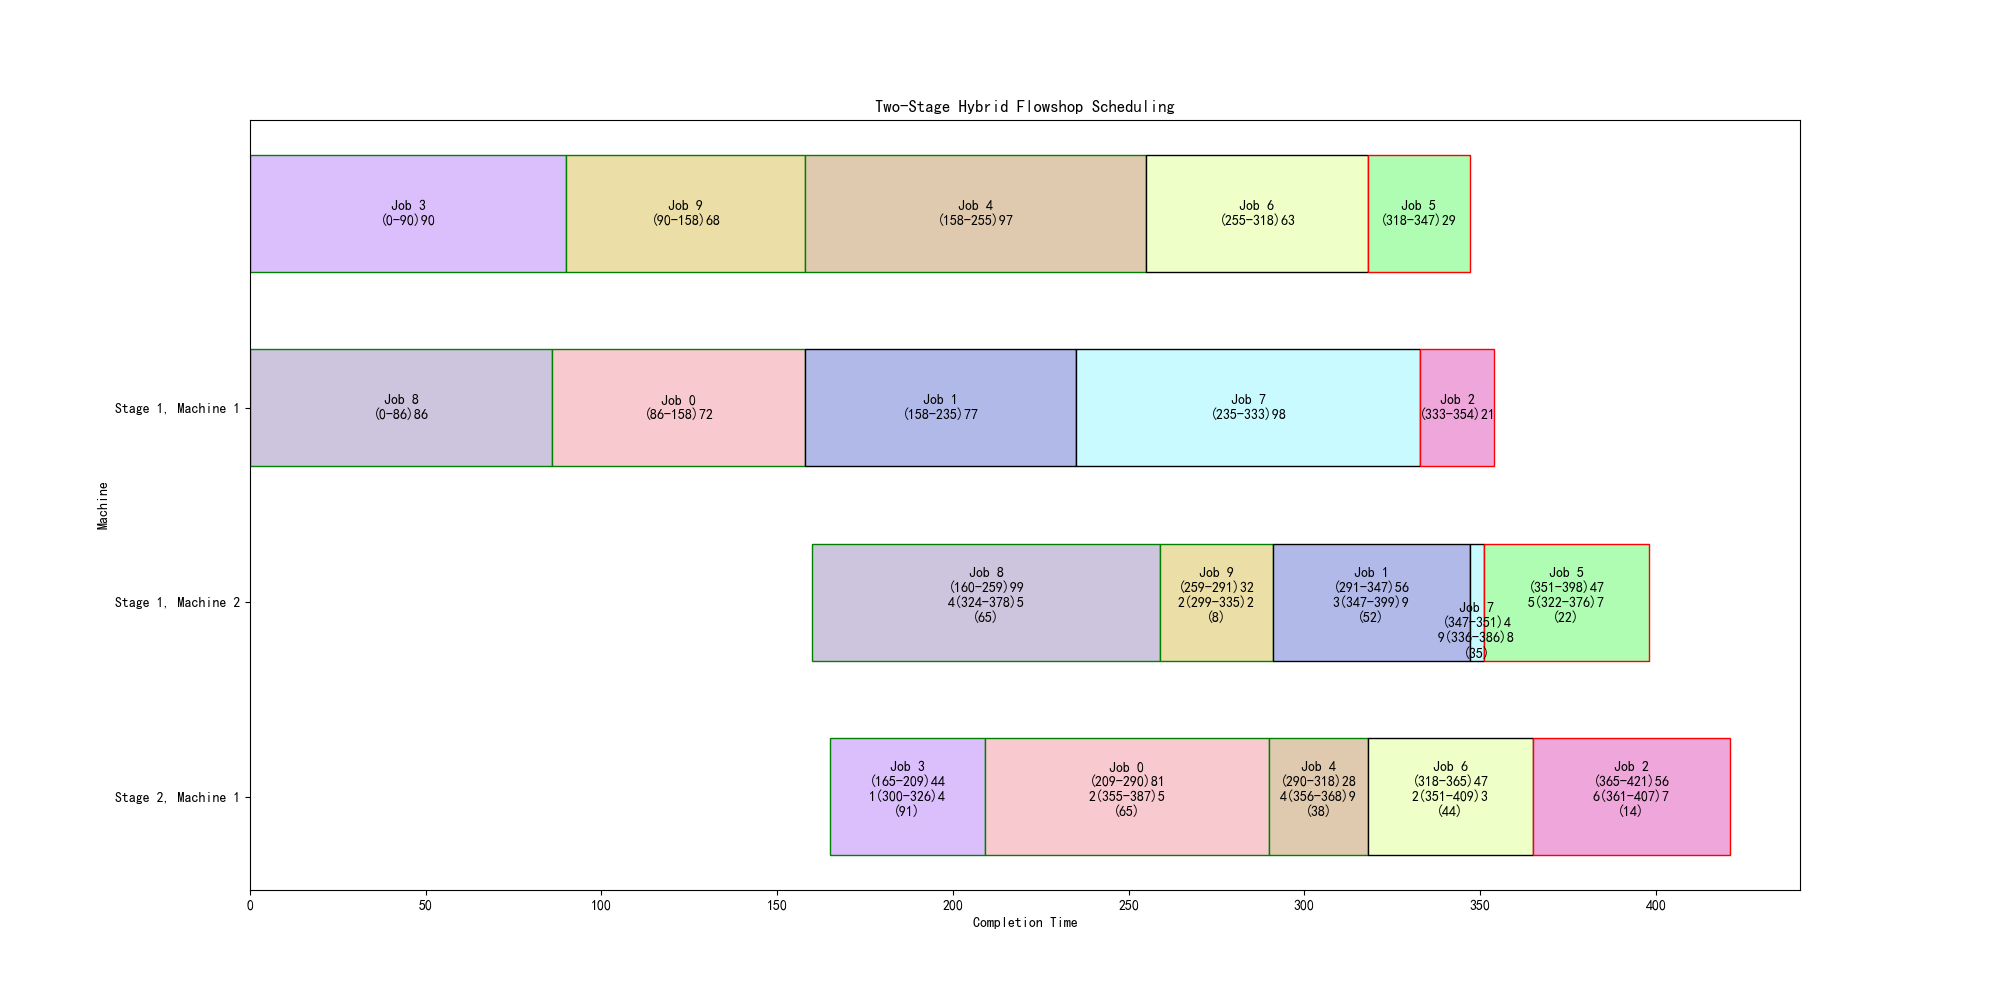 Two-Stage Hybrid Flowshop Scheduling
Job 3
(0-90)90
Job 9
(90-158)68
Job 4
(158-255)97
Job 6
(255-318)63
Job 5
(318-347)29
Stage 1, Machine 1
Job 8
(0-86)86
Job 0
(86-158)72
Job 1
(158-235)77
Job 7
(235-333)98
Job 2
(333-354)21
Machine
Stage 1, Machine 2
Job 8
(160-259)99
4(324-378)5
(65)
Job 9
(259-291)32
2(299-335)2
(8)
Job 1
(291-347)56
3(347-399)9
(52)
Job 7
(347-351)4
9(336-386)8
(35)
Job 5
(351-398)47
5(322-376)7
(22)
Stage 2, Machine 1
Job 3
(165-209)44
1(300-326)4
(91)
Job 0
(209-290)81
2(355-387)5
(65)
Job 4
(290-318)28
4(356-368)9
(38)
Job 6
(318-365)47
2(351-409)3
(44)
Job 2
(365-421)56
6(361-407)7
(14)
0 50 100 150 200 250 300 350 400
Completion Time